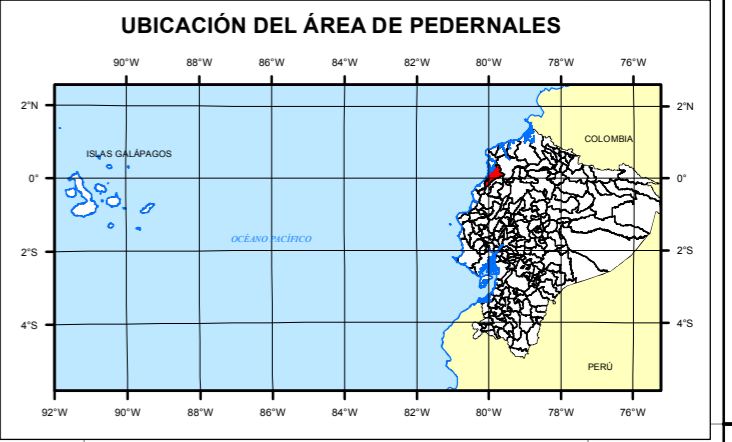 UBICACIÓN DEL ÁREA DE PEDERNALES
90°W 88°W 86°W 84°W 82°W 80°W 78°W 76°W
2°N 2°N
COLOMBIA
ISLAS GALÁPAGOS
0° 0°
OCÉANO PACÍFICO
2°S 2°S
4°S 4°S
PERÚ
92°W 90°W 88°W 86°W 84°W 82°W 80°W 78°W 76°W